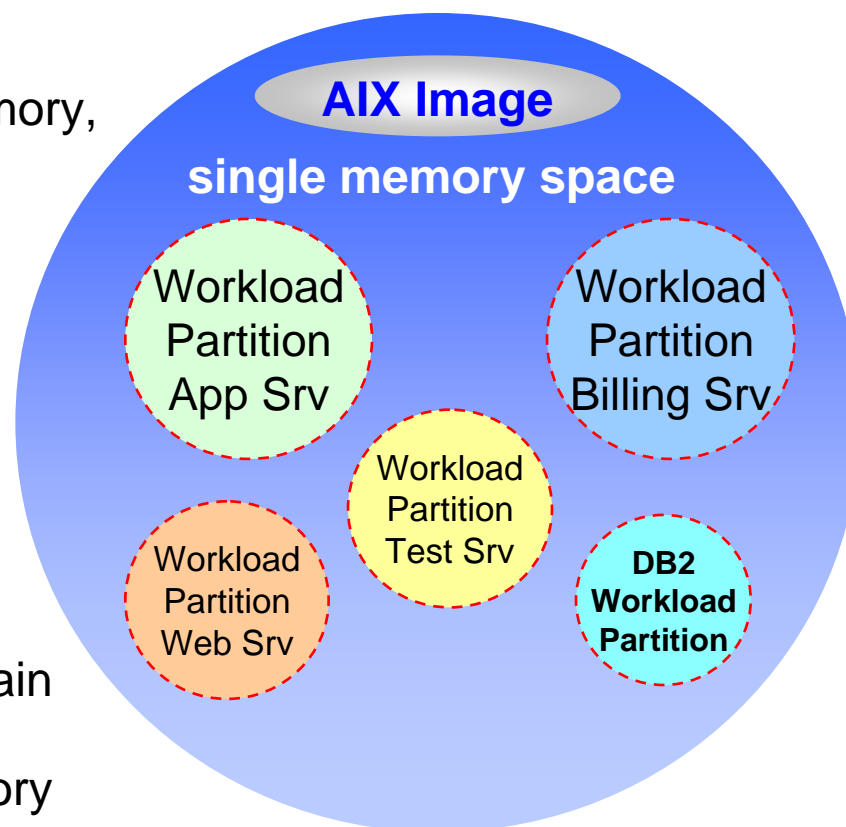 AIX Image
single memory space
Workload
Partition
App Srv
Workload
Partition
Billing Srv
Workload
Partition
Test Srv
Workload
Partition
Web Srv
DB2
Workload
Partition